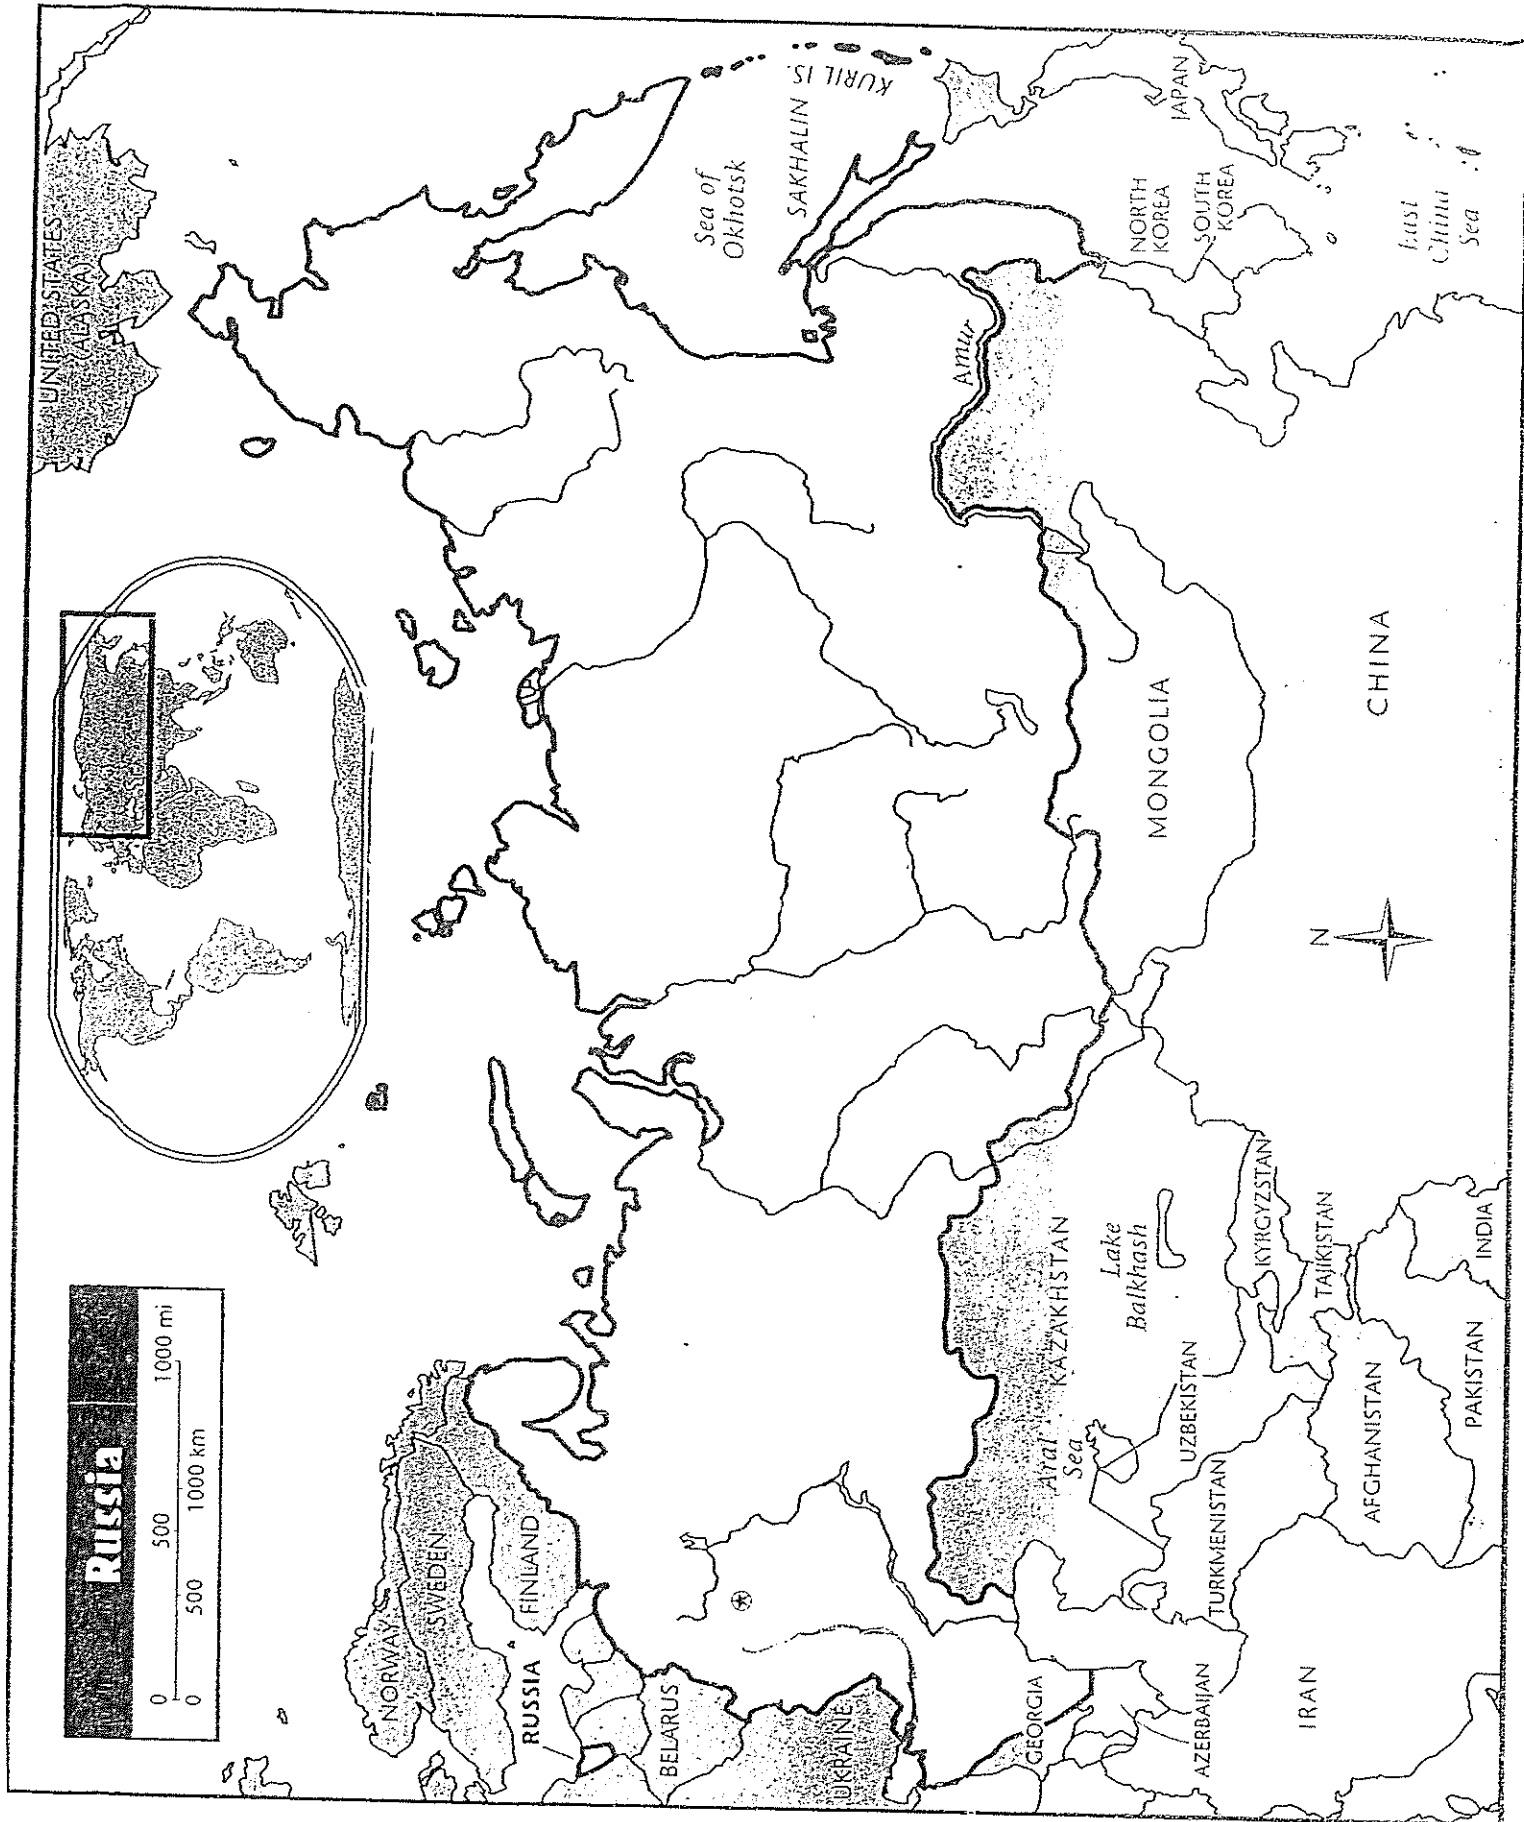 Russia
0 500 1000 mi
0 500 1000 km
UNITED STATES
(ALASKA)
NORWAY
SWEDEN
FINLAND
RUSSIA
BELARUS
UKRAINE
GEORGIA
AZERBAIJAN
IRAN
TURKMENISTAN
UZBEKISTAN
Aral
Sea
KAZAKHSTAN
Lake
Balkhash
KYRGYZSTAN
TAJIKISTAN
AFGHANISTAN
PAKISTAN
INDIA
N
MONGOLIA
CHINA
Amur
Sea of
Okhotsk
SAKHALIN
KURIL IS.
NORTH
KOREA
SOUTH
KOREA
JAPAN
East
China
Sea